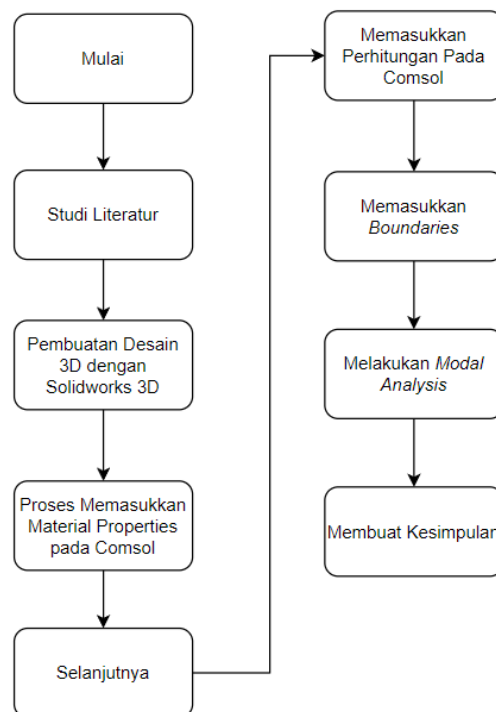 Mulai
Studi Literatur
Pembuatan Desain
3D dengan
Solidworks 3D
Proses Memasukkan
Material Properties
pada Comsol
Selanjutnya
Memasukkan
Perhitungan Pada
Comsol
Memasukkan
Boundaries
Melakukan Modal
Analysis
Membuat Kesimpulan